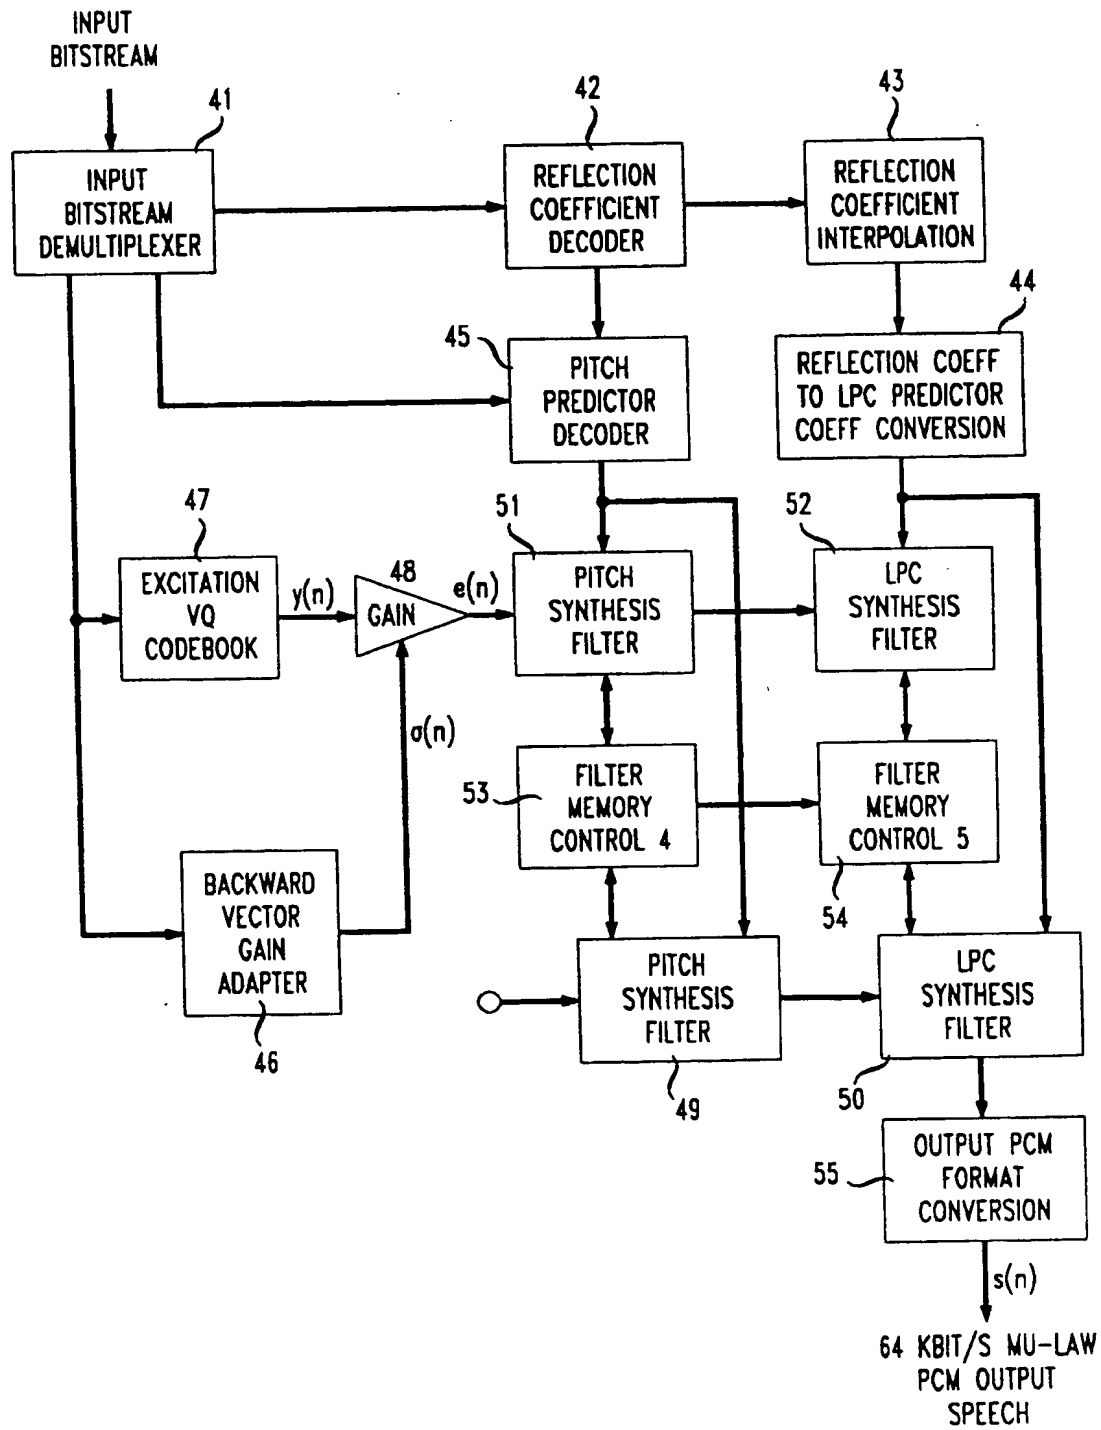 INPUT
BITSTREAM
41
INPUT
BITSTREAM
DEMULTIPLEXER
42
REFLECTION
COEFFICIENT
DECODER
43
REFLECTION
COEFFICIENT
INTERPOLATION
44
REFLECTION COEFF
TO LPC PREDICTOR
COEFF CONVERSION
45
PITCH
PREDICTOR
DECODER
47
EXCITATION
VQ
CODEBOOK
y(n)
48
GAIN
e(n)
51
PITCH
SYNTHESIS
FILTER
52
LPC
SYNTHESIS
FILTER
σ(n)
53
FILTER
MEMORY
CONTROL 4
FILTER
MEMORY
CONTROL 5
54
BACKWARD
VECTOR
GAIN
ADAPTER
46
PITCH
SYNTHESIS
FILTER
49
LPC
SYNTHESIS
FILTER
50
55
OUTPUT PCM
FORMAT
CONVERSION
s(n)
64 KBIT/S MU-LAW
PCM OUTPUT
SPEECH